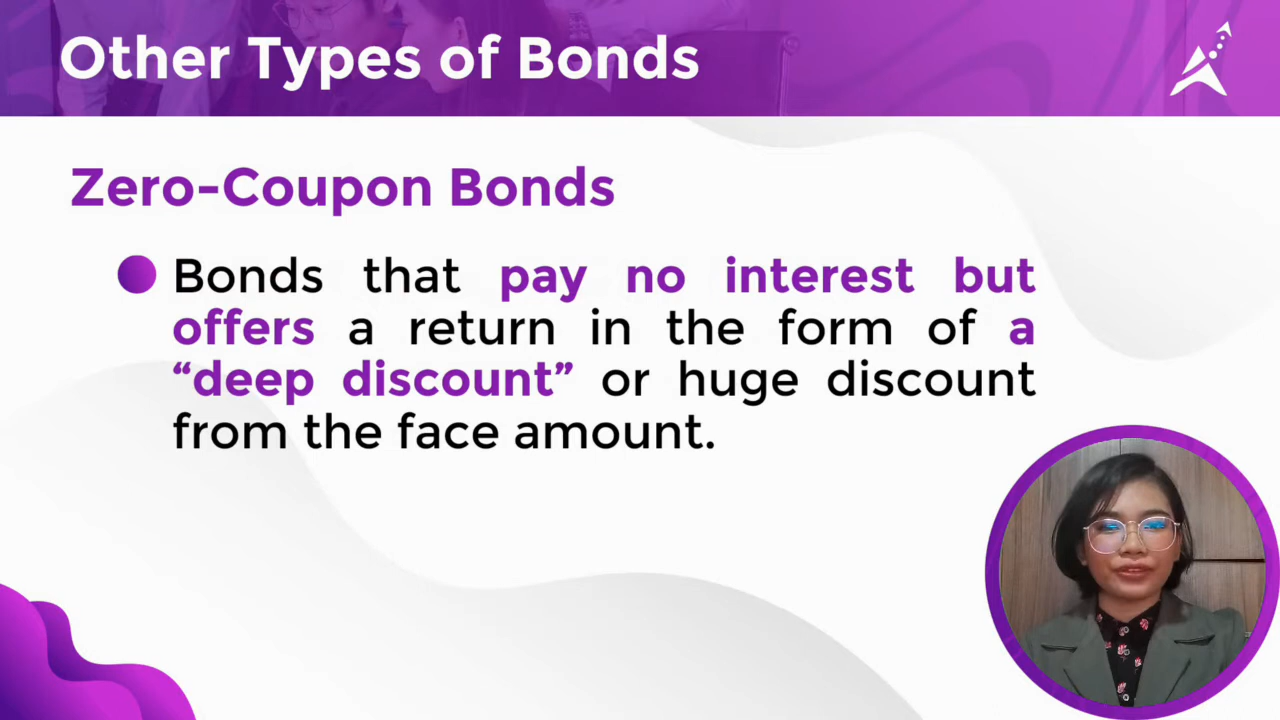 Other Types of Bonds
Zero-Coupon Bonds
Bonds that pay no interest but
offers a return in the form of a
“deep discount” or huge discount
from the face amount.